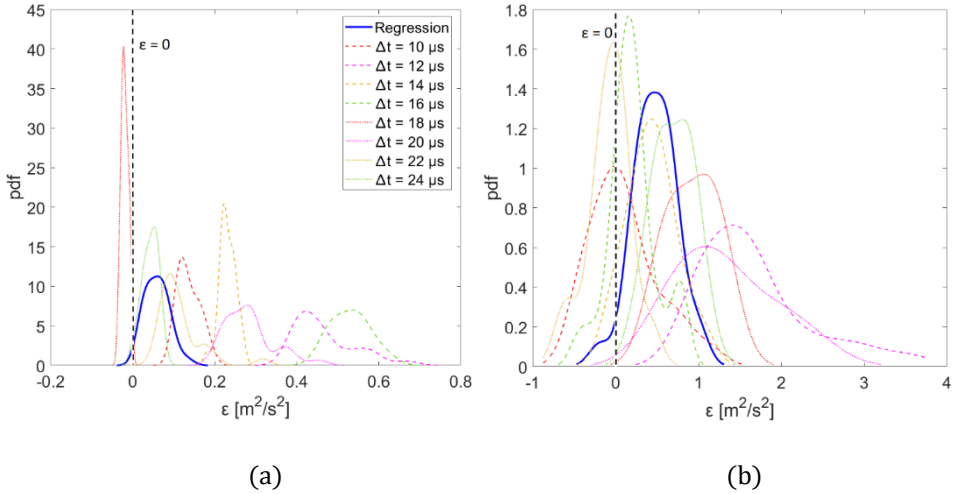 45
40
35
30
25
20
15
10
5
0
pdf
ε = 0
-0.2
0
0.2
0.4
0.6
0.8
ε [m²/s²]
Regression
Δt = 10 μs
Δt = 12 μs
Δt = 14 μs
Δt = 16 μs
Δt = 18 μs
Δt = 20 μs
Δt = 22 μs
Δt = 24 μs
(a)
1.8
1.6
1.4
1.2
1
0.8
0.6
0.4
0.2
0
pdf
ε = 0
-1
0
1
2
3
4
ε [m²/s²]
(b)